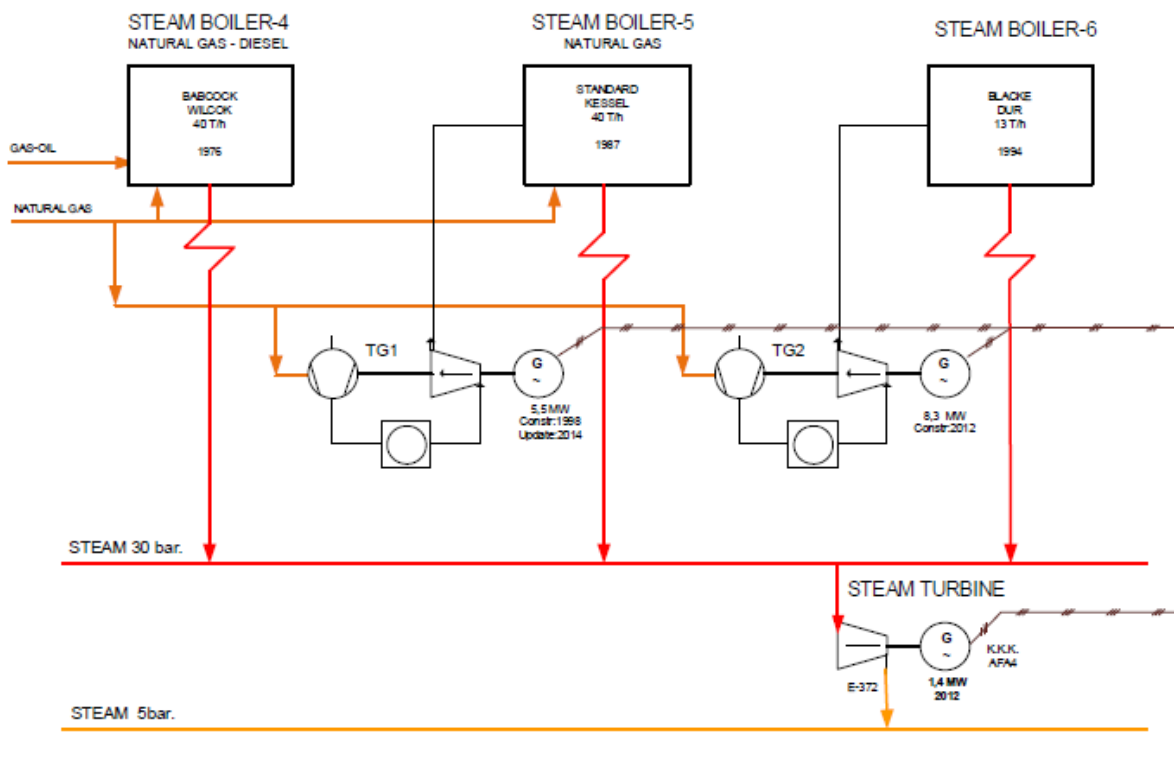 STEAM BOILER-4
NATURAL GAS - DIESEL
STEAM BOILER-5
NATURAL GAS
STEAM BOILER-6
BABCOCK
WILCOK
40 T/h
1976
STANDARD
KESSEL
40 T/h
1987
BLACKE
DUR
13 T/h
1994
GAS-OIL
NATURAL GAS
TG1
G
~
5,5 MW
Constr:1998
Update:2014
TG2
G
~
8,3 MW
Constr:2012
STEAM 30 bar.
STEAM TURBINE
G
~
K.K.K.
AFA4
E-372
1,4 MW
2012
STEAM 5bar.